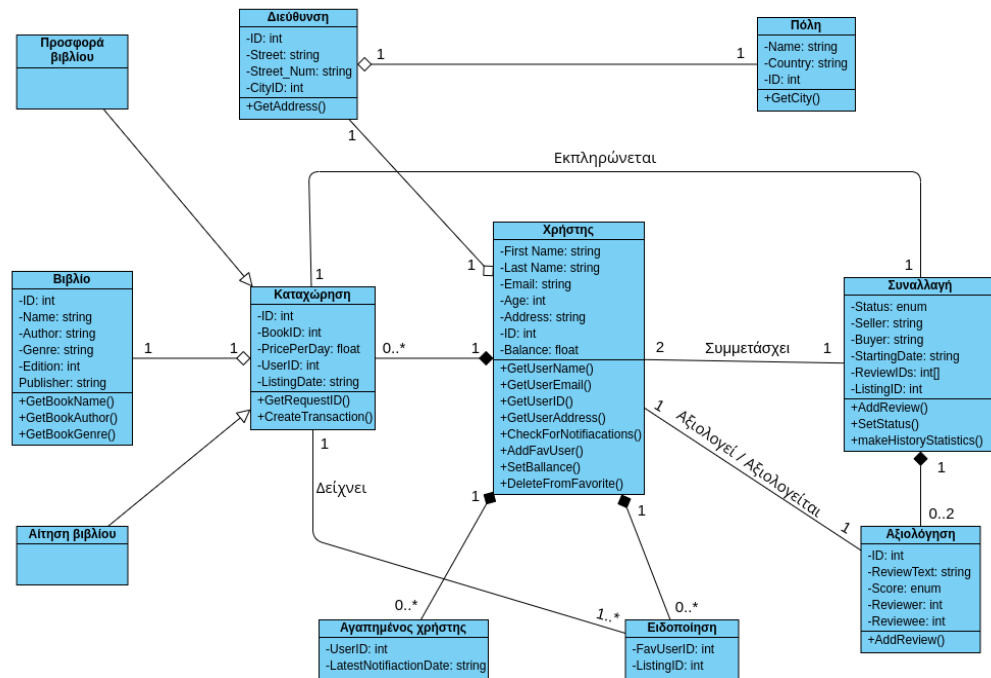 Προσφορά
βιβλίου
Διεύθυνση
-ID: int
-Street: string
-Street_Num: string
-CityID: int
+GetAddress()
1
1
Πόλη
-Name: string
-Country: string
-ID: int
+GetCity()
1
1
Εκπληρώνεται
1
1
Βιβλίο
-ID: int
-Name: string
-Author: string
-Genre: string
-Edition: int
Publisher: string
+GetBookName()
+GetBookAuthor()
+GetBookGenre()
1
1
Καταχώρηση
-ID: int
-BookID: int
-PricePerDay: float
-UserID: int
-ListingDate: string
+GetRequestID()
+CreateTransaction()
0..*
1
Χρήστης
-First Name: string
-Last Name: string
-Email: string
-Age: int
-Address: string
-ID: int
-Balance: float
+GetUserName()
+GetUserEmail()
+GetUserID()
+GetUserAddress()
+CheckForNotifiacations()
+AddFavUser()
+SetBallance()
+DeleteFromFavorite()
2
Συμμετάσχει
1
Συναλλαγή
-Status: enum
-Seller: string
-Buyer: string
-StartingDate: string
-ReviewIDs: int[]
-ListingID: int
+AddReview()
+SetStatus()
+makeHistoryStatistics()
1
Αξιολογεί / Αξιολογείται
1
1
0..2
1
Δείχνει
1..*
1
1
0..*
0..*
Αίτηση βιβλίου
Αξιολόγηση
-ID: int
-ReviewText: string
-Score: enum
-Reviewer: int
-Reviewee: int
+AddReview()
Αγαπημένος χρήστης
-UserID: int
-LatestNotifiactionDate: string
Ειδοποίηση
-FavUserID: int
-ListingID: int